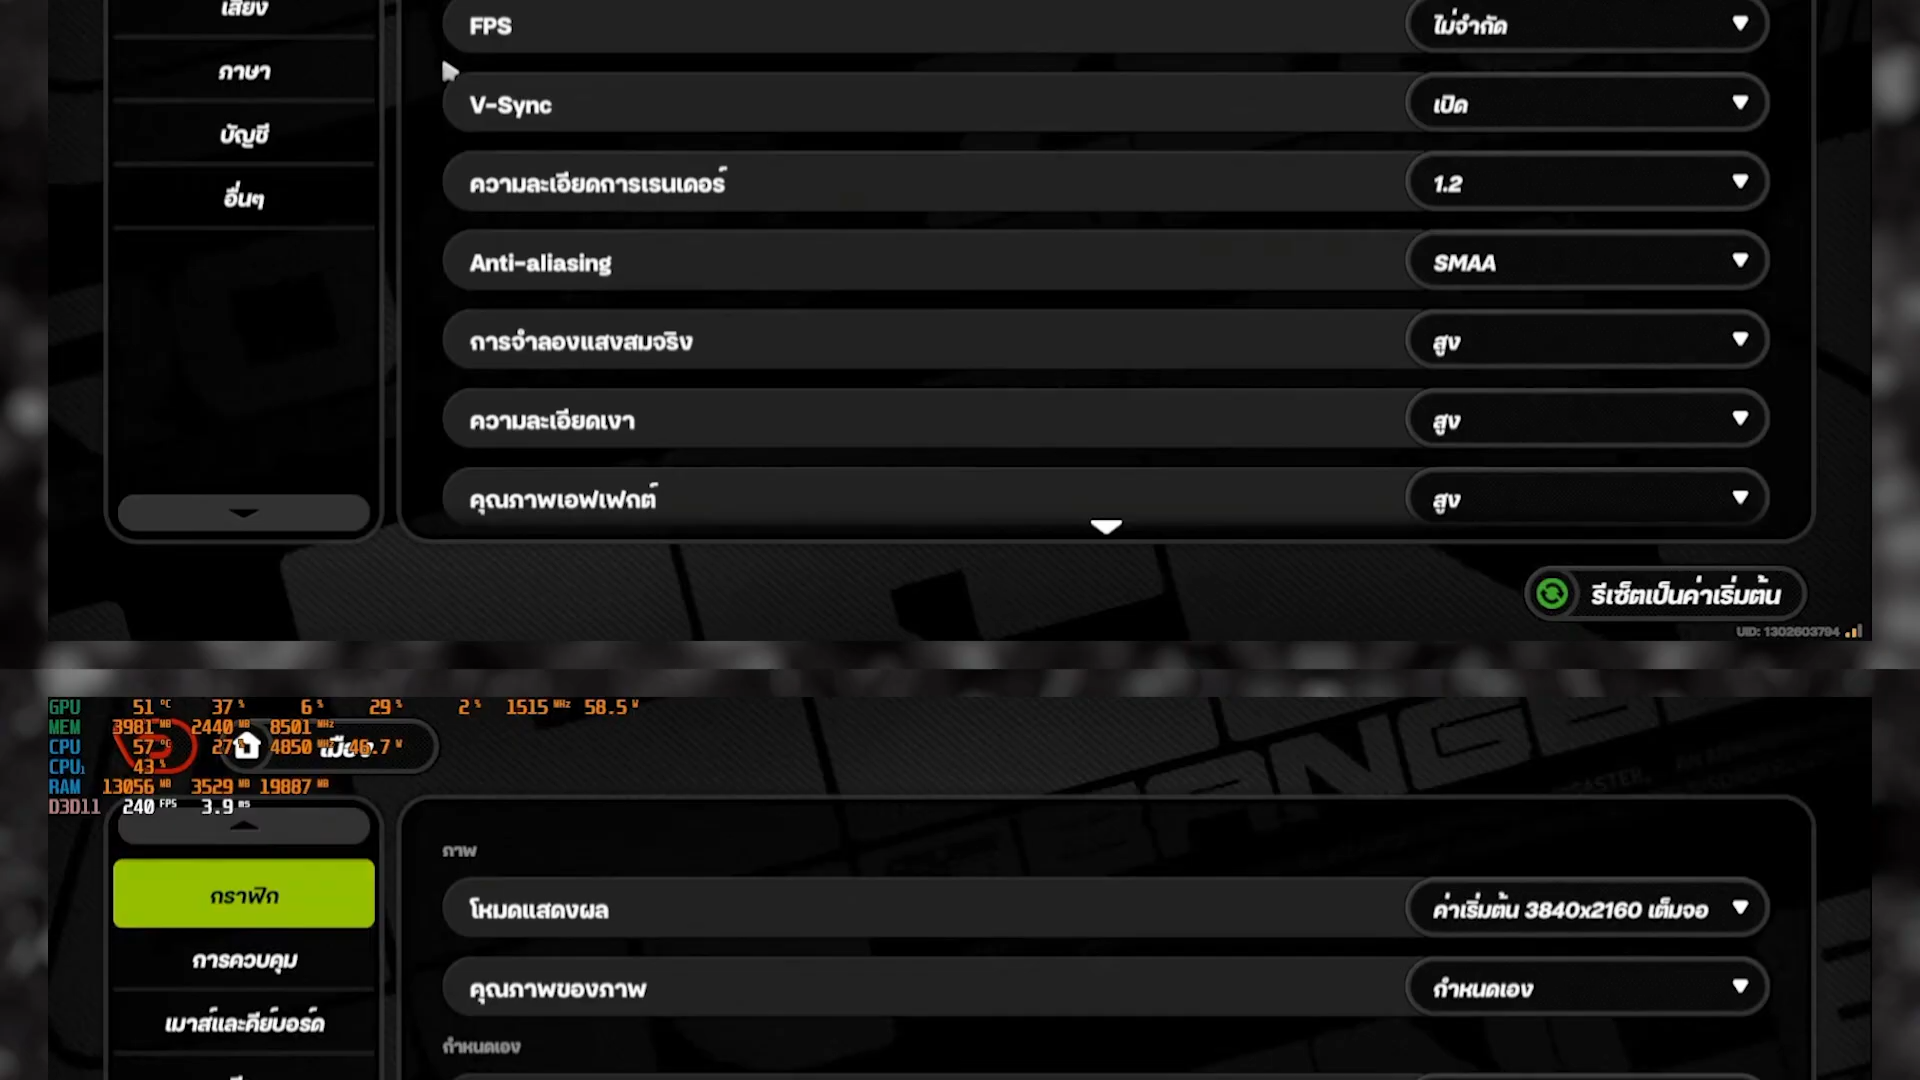 เสียง
ภาษา
บัญชี
อื่นๆ
FPS ไม่จำกัด
V-Sync เปิด
ความละเอียดการเรนเดอร์ 1.2
Anti-aliasing SMAA
การจำลองแสงสมจริง สูง
ความละเอียดเงา สูง
คุณภาพเอฟเฟกต์ สูง
รีเซ็ตเป็นค่าเริ่มต้น
UID: 1302603794
GPU 51 °C 37 % 6 % 29 % 2 % 1515 MHz 58.5 W
MEM 3981 MB 2440 MB 8501 MHz
CPU 57 °C 27 4850 MHz 46.7 W
CPU1 43 %
RAM 13056 MB 3529 MB 19887 MB
D3D11 240 FPS 3.9 ms
กราฟิก
การควบคุม
เมาส์และคีย์บอร์ด
ภาพ
โหมดแสดงผล ค่าเริ่มต้น 3840x2160 เต็มจอ
คุณภาพของภาพ กำหนดเอง
กำหนดเอง